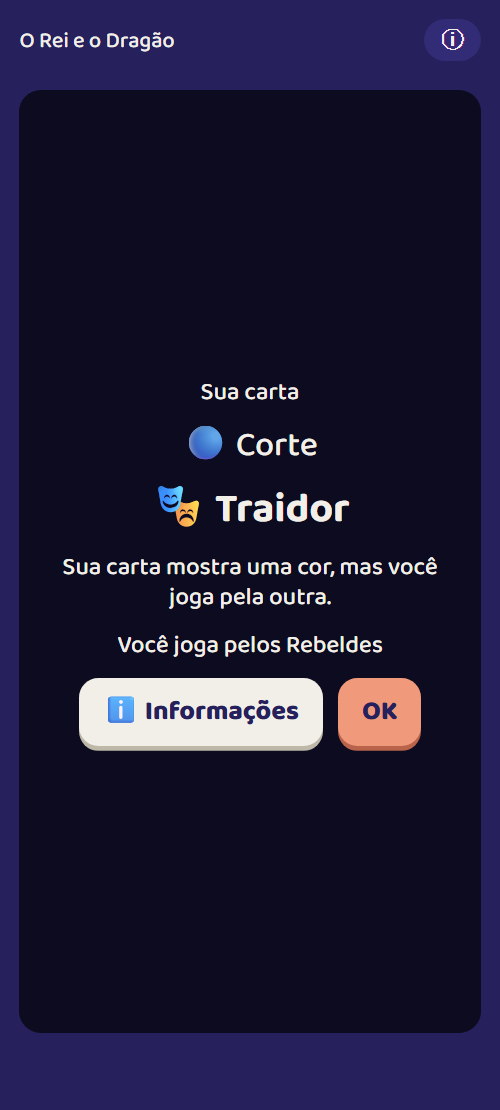 O Rei e o Dragão
Sua carta
Corte
Traidor
Sua carta mostra uma cor, mas você
joga pela outra.
Você joga pelos Rebeldes
Informações
OK